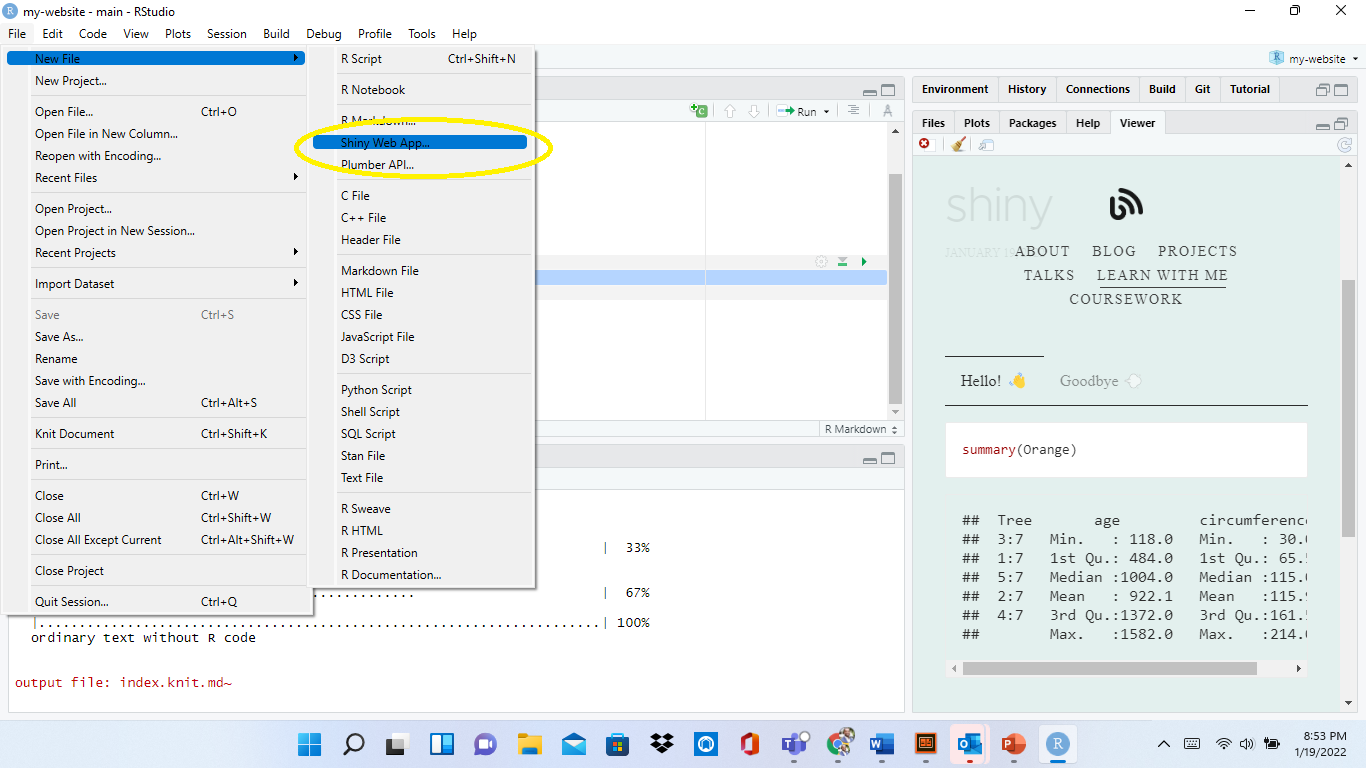 my-website - main - RStudio
File Edit Code View Plots Session Build Debug Profile Tools Help
New File
New Project...
Open File... Ctrl+O
Open File in New Column...
Reopen with Encoding...
Recent Files
Open Project...
Open Project in New Session...
Recent Projects
Import Dataset
Save Ctrl+S
Save As...
Rename
Save with Encoding...
Save All Ctrl+Alt+S
Knit Document Ctrl+Shift+K
Print...
Close Ctrl+W
Close All Ctrl+Shift+W
Close All Except Current Ctrl+Alt+Shift+W
Close Project
Quit Session... Ctrl+Q
R Script Ctrl+Shift+N
R Notebook
R Markdown...
Shiny Web App...
Plumber API...
C File
C++ File
Header File
Markdown File
HTML File
CSS File
JavaScript File
D3 Script
Python Script
Shell Script
SQL Script
Stan File
Text File
R Sweave
R HTML
R Presentation
R Documentation...
Run
R Markdown
| 33%
.............. | 67%
|......................................................................| 100%
ordinary text without R code
output file: index.knit.md~
my-website
Environment History Connections Build Git Tutorial
Files Plots Packages Help Viewer
shiny
JANUARY 19
ABOUT BLOG PROJECTS
TALKS LEARN WITH ME
COURSEWORK
Hello! 👋 Goodbye 💨
summary(Orange)
## Tree age circumference
## 3:7 Min. : 118.0 Min. : 30.0
## 1:7 1st Qu.: 484.0 1st Qu.: 65.5
## 5:7 Median :1004.0 Median :115.0
## 2:7 Mean : 922.1 Mean :115.9
## 4:7 3rd Qu.:1372.0 3rd Qu.:161.5
## Max. :1582.0 Max. :214.0
8:53 PM
1/19/2022